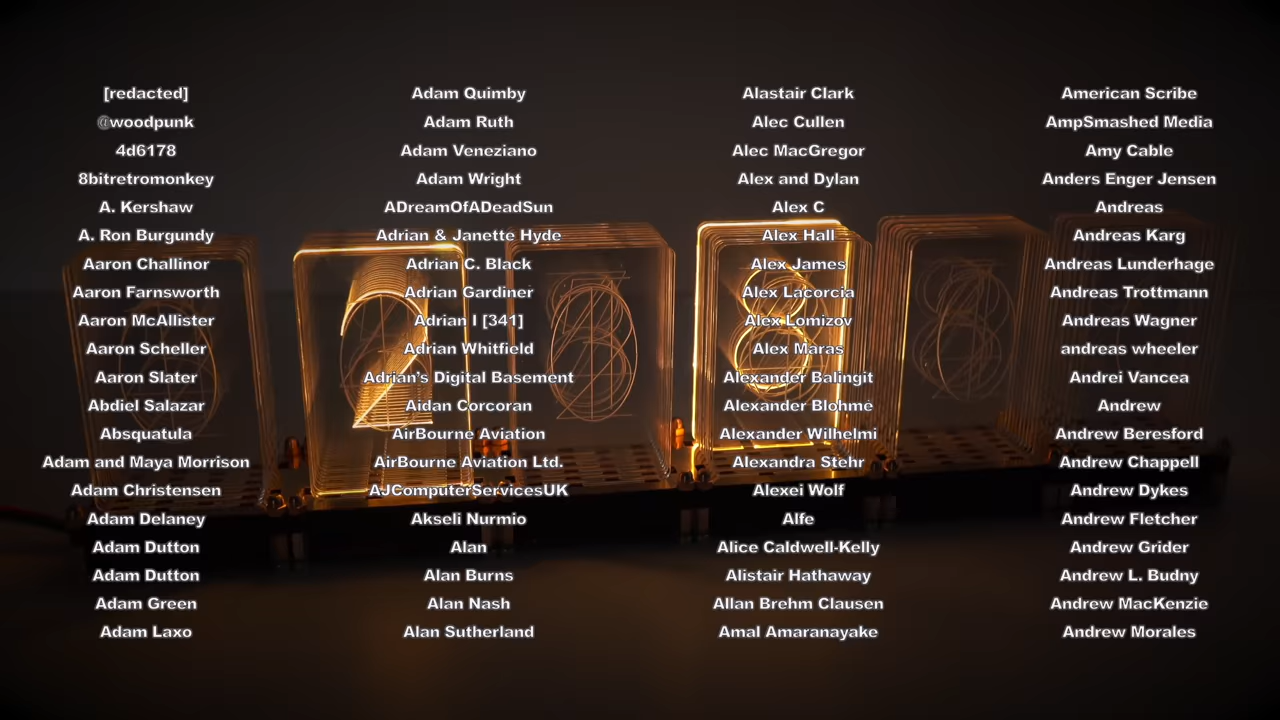 [redacted]
@woodpunk
4d6178
8bitretromonkey
A. Kershaw
A. Ron Burgundy
Aaron Challinor
Aaron Farnsworth
Aaron McAllister
Aaron Scheller
Aaron Slater
Abdiel Salazar
Absquatula
Adam and Maya Morrison
Adam Christensen
Adam Delaney
Adam Dutton
Adam Dutton
Adam Green
Adam Laxo
Adam Quimby
Adam Ruth
Adam Veneziano
Adam Wright
ADreamOfADeadSun
Adrian & Janette Hyde
Adrian C. Black
Adrian Gardiner
Adrian I [341]
Adrian Whitfield
Adrian's Digital Basement
Aidan Corcoran
AirBourne Aviation
AirBourne Aviation Ltd.
AJComputerServicesUK
Akseli Nurmio
Alan
Alan Burns
Alan Nash
Alan Sutherland
Alastair Clark
Alec Cullen
Alec MacGregor
Alex and Dylan
Alex C
Alex Hall
Alex James
Alex Lacorcia
Alex Lomizov
Alex Maras
Alexander Balingit
Alexander Blohmé
Alexander Wilhelmi
Alexandra Stehr
Alexei Wolf
Alfe
Alice Caldwell-Kelly
Alistair Hathaway
Allan Brehm Clausen
Amal Amaranayake
American Scribe
AmpSmashed Media
Amy Cable
Anders Enger Jensen
Andreas
Andreas Karg
Andreas Lunderhage
Andreas Trottmann
Andreas Wagner
andreas wheeler
Andrei Vancea
Andrew
Andrew Beresford
Andrew Chappell
Andrew Dykes
Andrew Fletcher
Andrew Grider
Andrew L. Budny
Andrew MacKenzie
Andrew Morales
2
8